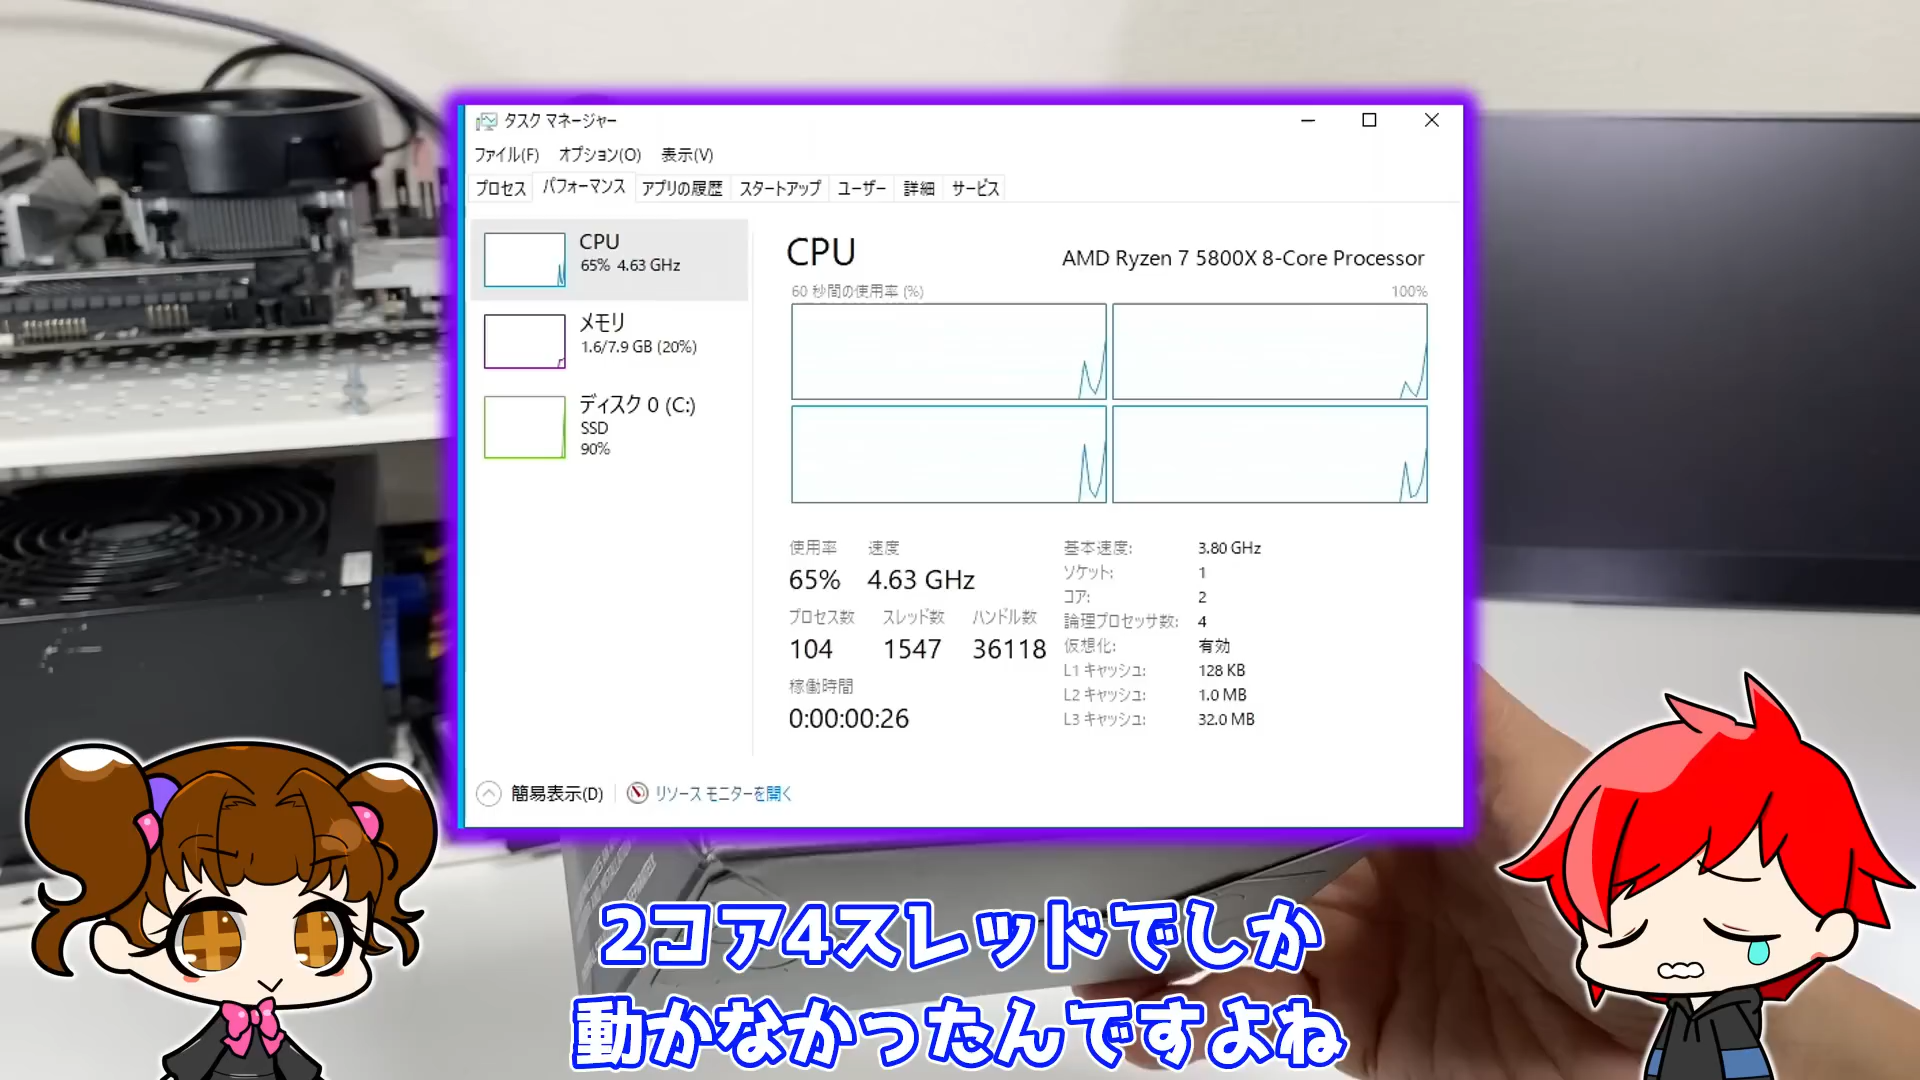 タスク マネージャー
ファイル(F) オプション(O) 表示(V)
プロセス パフォーマンス アプリの履歴 スタートアップ ユーザー 詳細 サービス
CPU
65% 4.63 GHz
メモリ
1.6/7.9 GB (20%)
ディスク 0 (C:)
SSD
90%
CPU
AMD Ryzen 7 5800X 8-Core Processor
60 秒間の使用率 (%)
100%
使用率 速度
65% 4.63 GHz
プロセス数 スレッド数 ハンドル数
104 1547 36118
稼働時間
0:00:00:26
基本速度: 3.80 GHz
ソケット: 1
コア: 2
論理プロセッサ数: 4
仮想化: 有効
L1 キャッシュ: 128 KB
L2 キャッシュ: 1.0 MB
L3 キャッシュ: 32.0 MB
簡易表示(D)
リソース モニターを開く
2コア4スレッドでしか
動かなかったんですよね